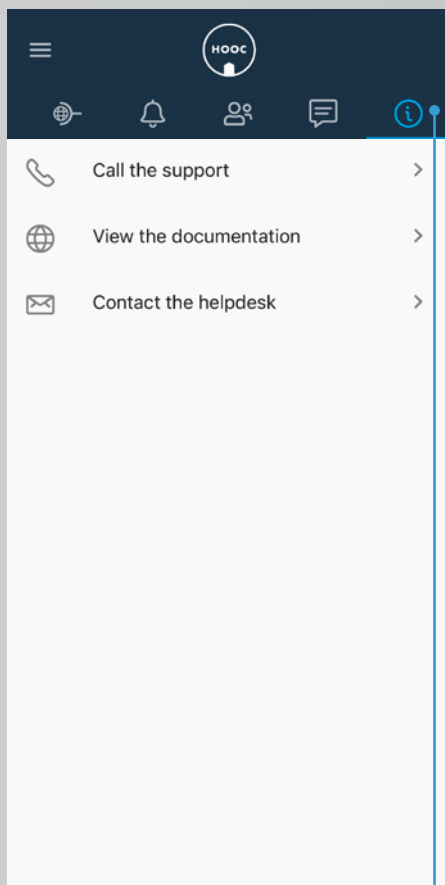 HOOC
Call the support
View the documentation
Contact the helpdesk